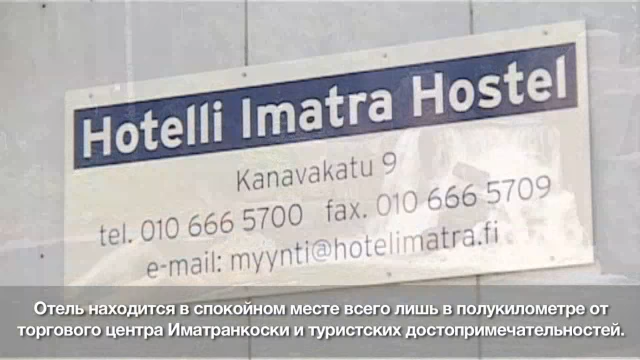 Hotelli Imatra Hostel
Kanavakatu 9
tel. 010 666 5700 fax. 010 666 5709
e-mail: myynti@hotelimatra.fi
Отель находится в спокойном месте всего лишь в полукилометре от
торгового центра Иматранкоски и туристских достопримечательностей.